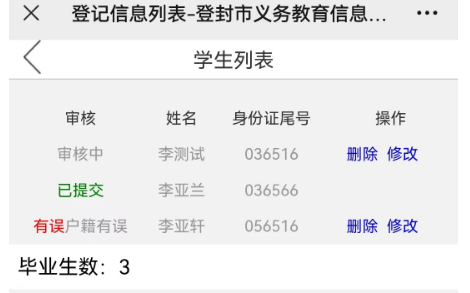 登记信息列表-登封市义务教育信息...
学生列表
审核 姓名 身份证尾号 操作
审核中 李测试 036516 删除 修改
已提交 李亚兰 036566
有误户籍有误 李亚轩 056516 删除 修改
毕业生数：3